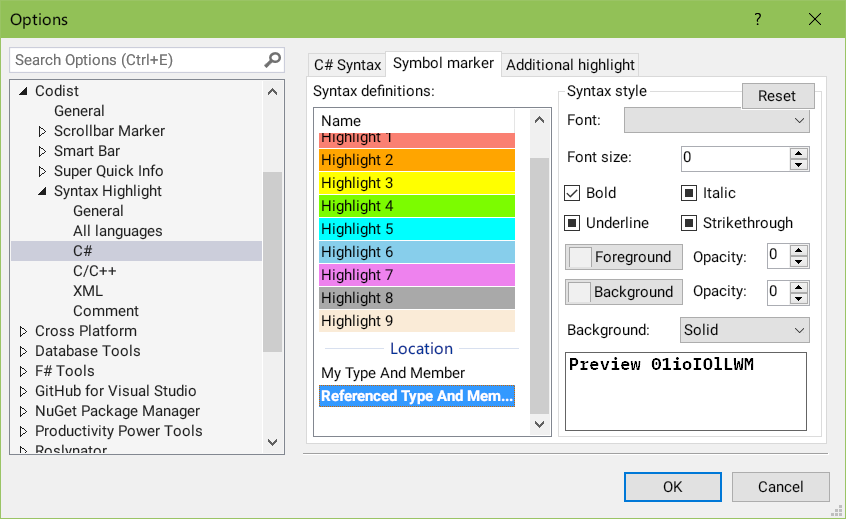 Options
Search Options (Ctrl+E)
Codist
General
Scrollbar Marker
Smart Bar
Super Quick Info
Syntax Highlight
General
All languages
C#
C/C++
XML
Comment
Cross Platform
Database Tools
F# Tools
GitHub for Visual Studio
NuGet Package Manager
Productivity Power Tools
Roslynator
C# Syntax
Symbol marker
Additional highlight
Syntax definitions:
Name
Highlight 1
Highlight 2
Highlight 3
Highlight 4
Highlight 5
Highlight 6
Highlight 7
Highlight 8
Highlight 9
Location
My Type And Member
Referenced Type And Mem...
Syntax style
Reset
Font:
Font size: 0
Bold
Italic
Underline
Strikethrough
Foreground Opacity: 0
Background Opacity: 0
Background: Solid
Preview 01ioIOlLWM
OK
Cancel